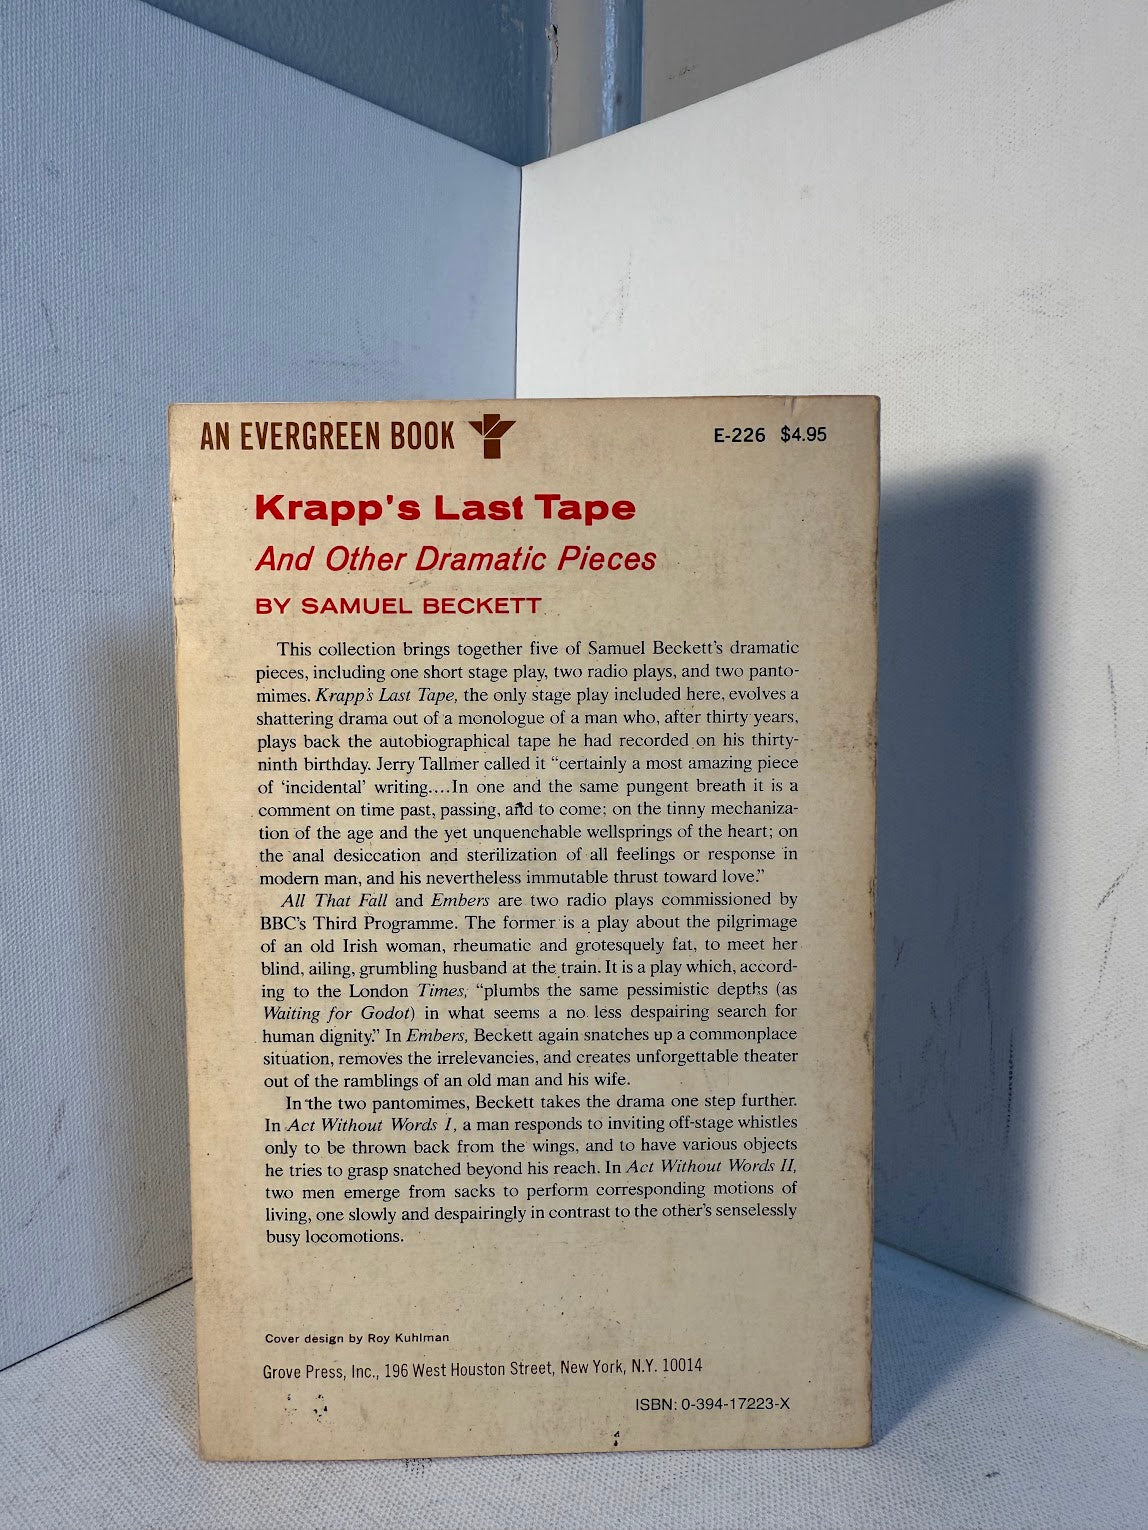 AN EVERGREEN BOOK
E-226 $4.95
Krapp's Last Tape
And Other Dramatic Pieces
BY SAMUEL BECKETT
This collection brings together five of Samuel Beckett's dramatic
pieces, including one short stage play, two radio plays, and two panto-
mimes. Krapp's Last Tape, the only stage play included here, evolves a
shattering drama out of a monologue of a man who, after thirty years,
plays back the autobiographical tape he had recorded on his thirty-
ninth birthday. Jerry Tallmer called it “certainly a most amazing piece
of ‘incidental’ writing....In one and the same pungent breath it is a
comment on time past, passing, and to come; on the tinny mechaniza-
tion of the age and the yet unquenchable wellsprings of the heart; on
the anal desiccation and sterilization of all feelings or response in
modern man, and his nevertheless immutable thrust toward love.”
All That Fall and Embers are two radio plays commissioned by
BBC's Third Programme. The former is a play about the pilgrimage
of an old Irish woman, rheumatic and grotesquely fat, to meet her
blind, ailing, grumbling husband at the train. It is a play which, accord-
ing to the London Times, “plumbs the same pessimistic depths (as
Waiting for Godot) in what seems a no less despairing search for
human dignity.” In Embers, Beckett again snatches up a commonplace
situation, removes the irrelevancies, and creates unforgettable theater
out of the ramblings of an old man and his wife.
In the two pantomimes, Beckett takes the drama one step further.
In Act Without Words I, a man responds to inviting off-stage whistles
only to be thrown back from the wings, and to have various objects
he tries to grasp snatched beyond his reach. In Act Without Words II,
two men emerge from sacks to perform corresponding motions of
living, one slowly and despairingly in contrast to the other's senselessly
busy locomotions.
Cover design by Roy Kuhlman
Grove Press, Inc., 196 West Houston Street, New York, N.Y. 10014
ISBN: 0-394-17223-X